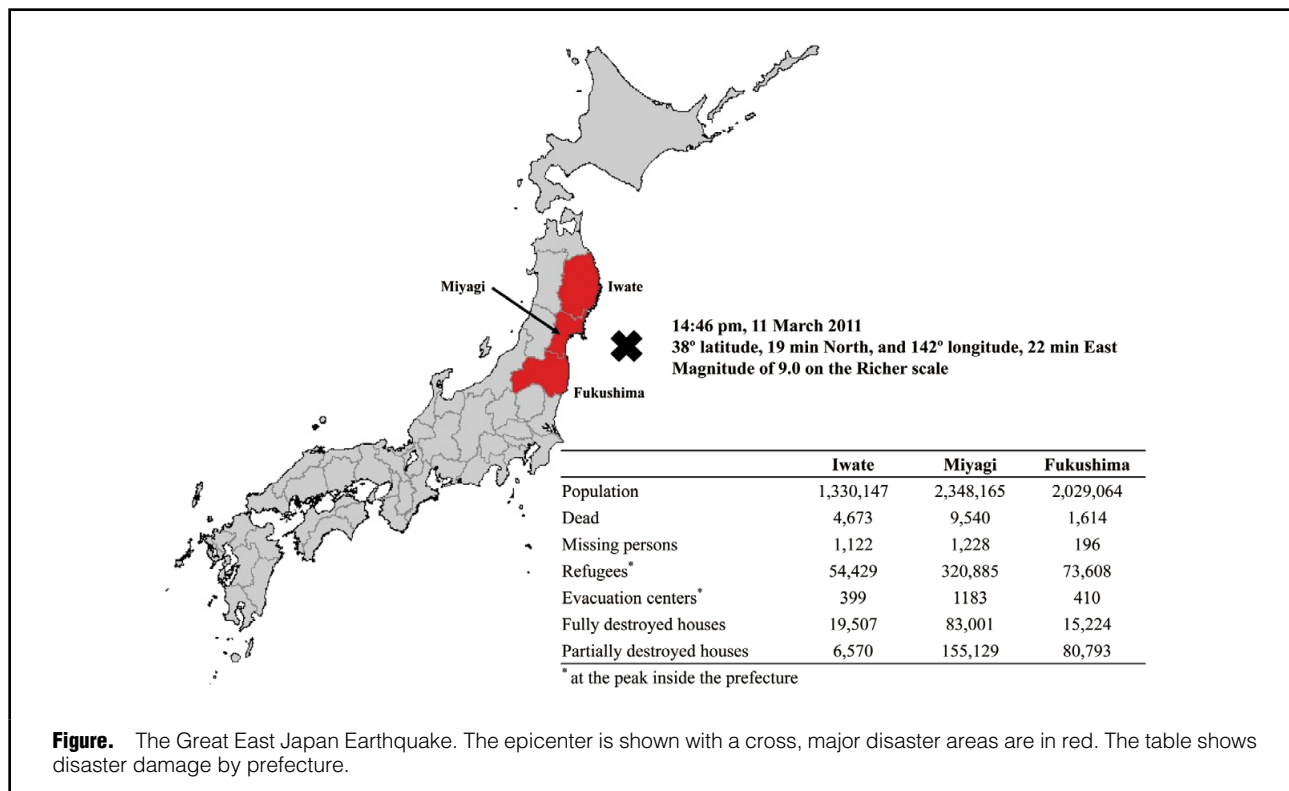 Miyagi
Iwate
Fukushima
14:46 pm, 11 March 2011
38º latitude, 19 min North, and 142º longitude, 22 min East
Magnitude of 9.0 on the Richer scale
Iwate Miyagi Fukushima
Population 1,330,147 2,348,165 2,029,064
Dead 4,673 9,540 1,614
Missing persons 1,122 1,228 196
Refugees* 54,429 320,885 73,608
Evacuation centers* 399 1183 410
Fully destroyed houses 19,507 83,001 15,224
Partially destroyed houses 6,570 155,129 80,793
* at the peak inside the prefecture
Figure. The Great East Japan Earthquake. The epicenter is shown with a cross, major disaster areas are in red. The table shows
disaster damage by prefecture.